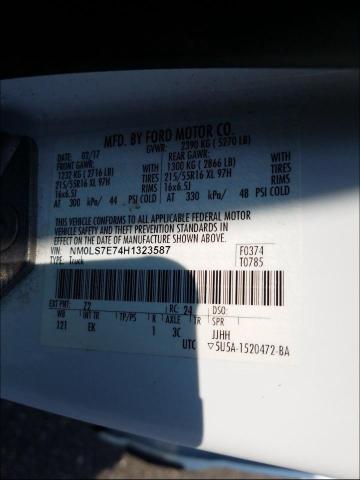 MFD. BY FORD MOTOR CO.
DATE: 02/17 GVWR: 2390 KG ( 5270 LB)
FRONT GAWR: REAR GAWR:
1232 KG ( 2716 LB) WITH 1300 KG ( 2866 LB) WITH
215/55R16 XL 97H TIRES 215/55R16 XL 97H TIRES
16x6.5J RIMS 16x6.5J RIMS
AT 300 kPa/ 44 PSI COLD AT 330 kPa/ 48 PSI COLD
THIS VEHICLE CONFORMS TO ALL APPLICABLE FEDERAL MOTOR
VEHICLE SAFETY AND THEFT PREVENTION STANDARDS IN EFFECT
ON THE DATE OF MANUFACTURE SHOWN ABOVE.
VIN: NM0LS7E74H1323587 F0374
TYPE: Truck T0785
EXT PNT: Z2 RC: 24 DSO:
WB INT TR TP/PS R AXLE TR SPR
121 EK 1 3C JJHH
UTC 5U5A-1520472-BA